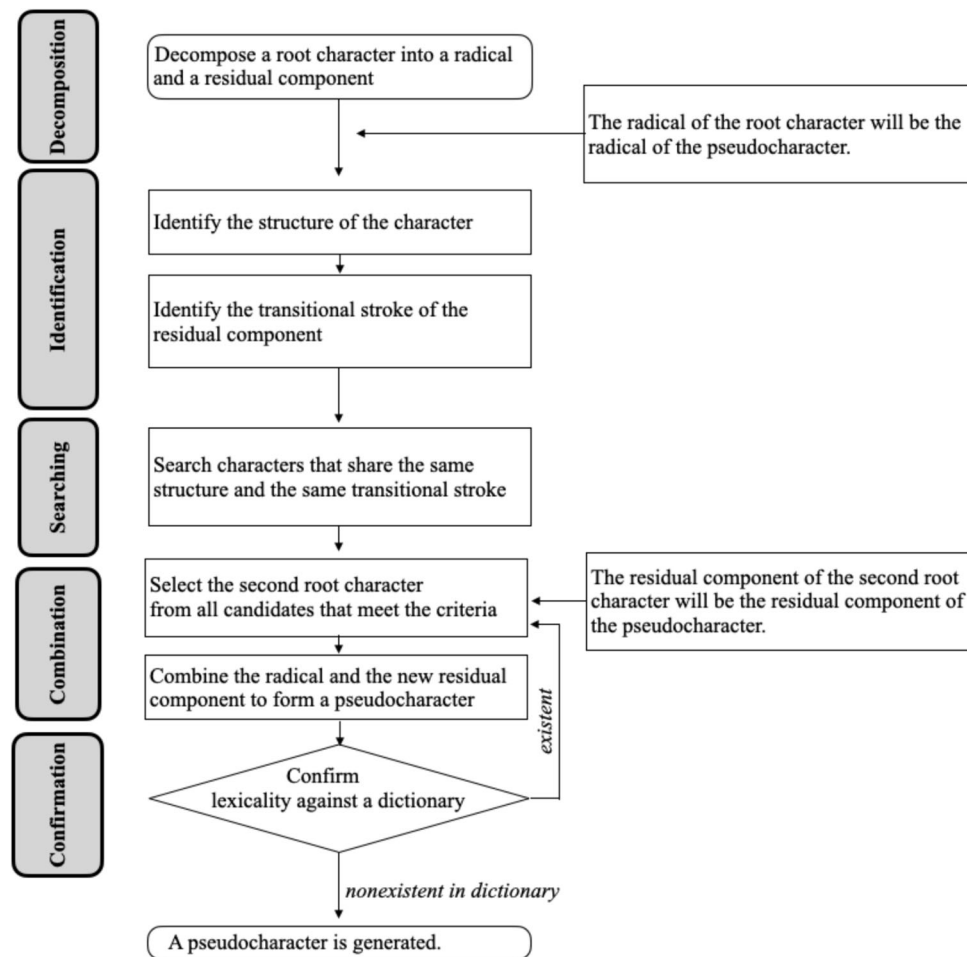 Decomposition
Decompose a root character into a radical
and a residual component
The radical of the root character will be the
radical of the pseudocharacter.
Identification
Identify the structure of the character
Identify the transitional stroke of the
residual component
Searching
Search characters that share the same
structure and the same transitional stroke
Combination
Select the second root character
from all candidates that meet the criteria
The residual component of the second root
character will be the residual component of
the pseudocharacter.
Combine the radical and the new residual
component to form a pseudocharacter
existent
Confirmation
Confirm
lexicality against a dictionary
nonexistent in dictionary
A pseudocharacter is generated.